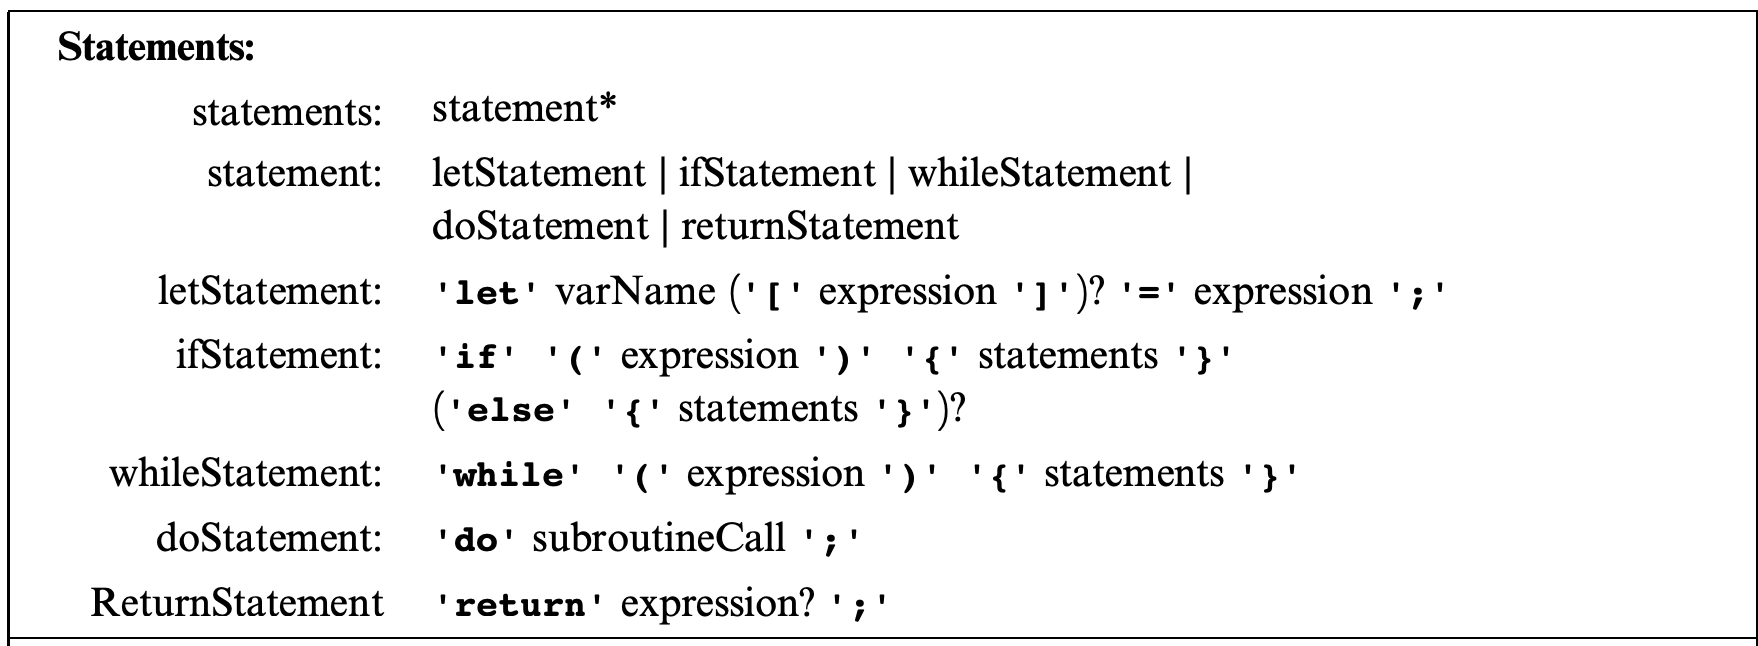 Statements:
statements: statement*
statement: letStatement | ifStatement | whileStatement |
doStatement | returnStatement
letStatement: 'let' varName ('[' expression ']')? '=' expression ';'
ifStatement: 'if' '(' expression ')' '{' statements '}'
('else' '{' statements '}')?
whileStatement: 'while' '(' expression ')' '{' statements '}'
doStatement: 'do' subroutineCall ';'
ReturnStatement 'return' expression? ';'